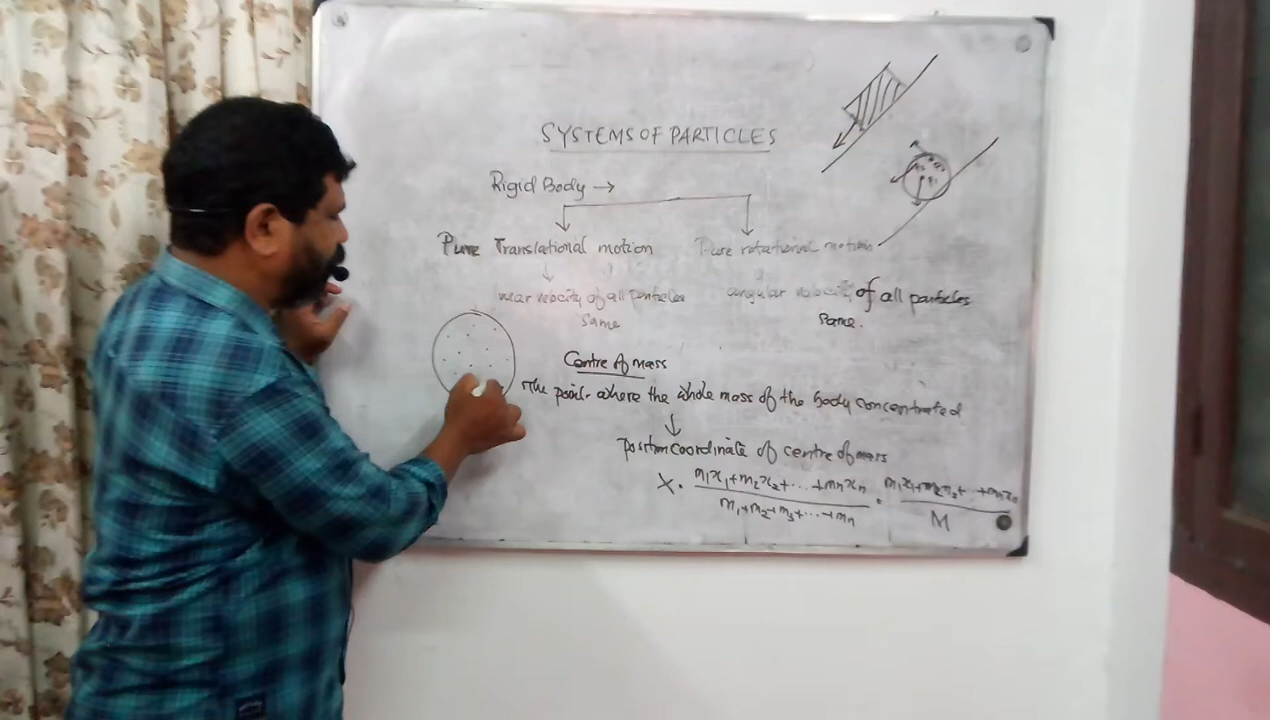 SYSTEMS OF PARTICLES
Rigid Body →
Pure Translational motion
Pure rotational motion
velocity of all particles
same
angular velocity of all particles
same.
Centre of mass
The point where the whole mass of the body concentrated
↓
Position coordinate of centre of mass
X = (m₁x₁+m₂x₂+...+mₙxₙ)/(m₁+m₂+m₃+...+mₙ) = (m₁x₁+m₂x₂+...+mₙxₙ)/M